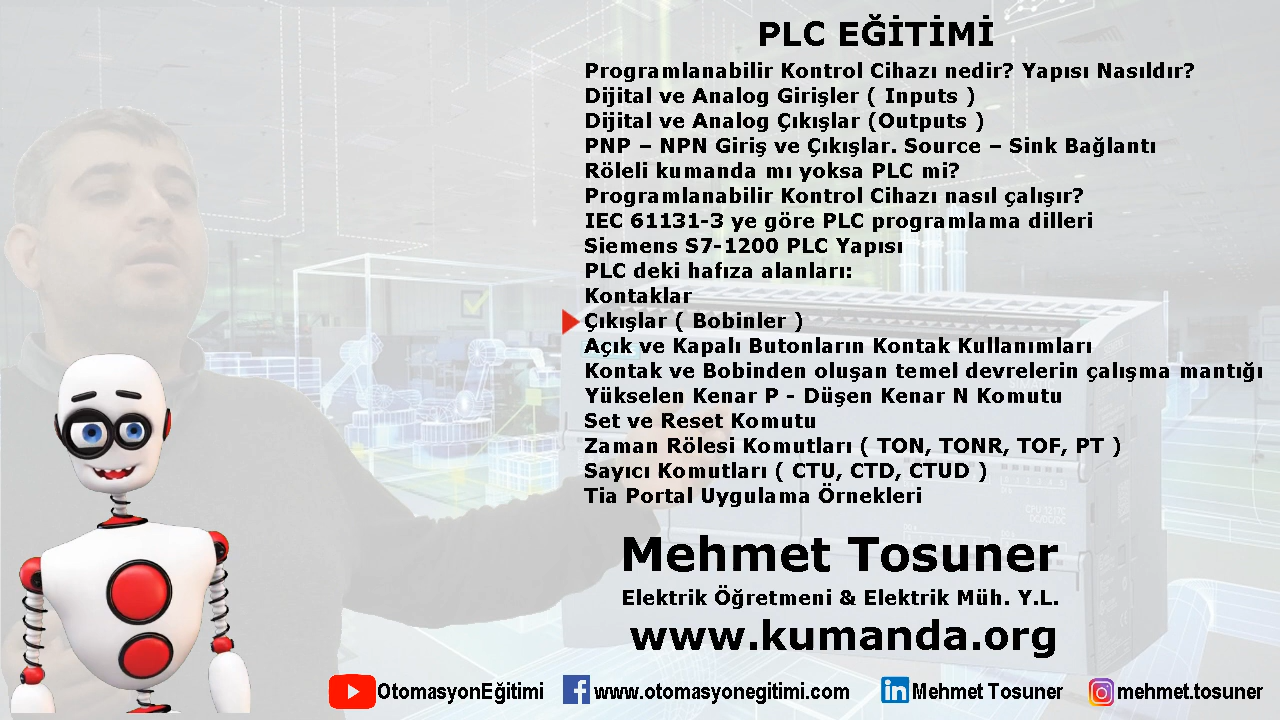 PLC EĞİTİMİ
Programlanabilir Kontrol Cihazı nedir? Yapısı Nasıldır?
Dijital ve Analog Girişler ( Inputs )
Dijital ve Analog Çıkışlar (Outputs )
PNP – NPN Giriş ve Çıkışlar. Source – Sink Bağlantı
Röleli kumanda mı yoksa PLC mi?
Programlanabilir Kontrol Cihazı nasıl çalışır?
IEC 61131-3 ye göre PLC programlama dilleri
Siemens S7-1200 PLC Yapısı
PLC deki hafıza alanları:
Kontaklar
Çıkışlar ( Bobinler )
Açık ve Kapalı Butonların Kontak Kullanımları
Kontak ve Bobinden oluşan temel devrelerin çalışma mantığı
Yükselen Kenar P - Düşen Kenar N Komutu
Set ve Reset Komutu
Zaman Rölesi Komutları ( TON, TONR, TOF, PT )
Sayıcı Komutları ( CTU, CTD, CTUD )
Tia Portal Uygulama Örnekleri
Mehmet Tosuner
Elektrik Öğretmeni & Elektrik Müh. Y.L.
www.kumanda.org
OtomasyonEğitimi www.otomasyonegitimi.com Mehmet Tosuner mehmet.tosuner